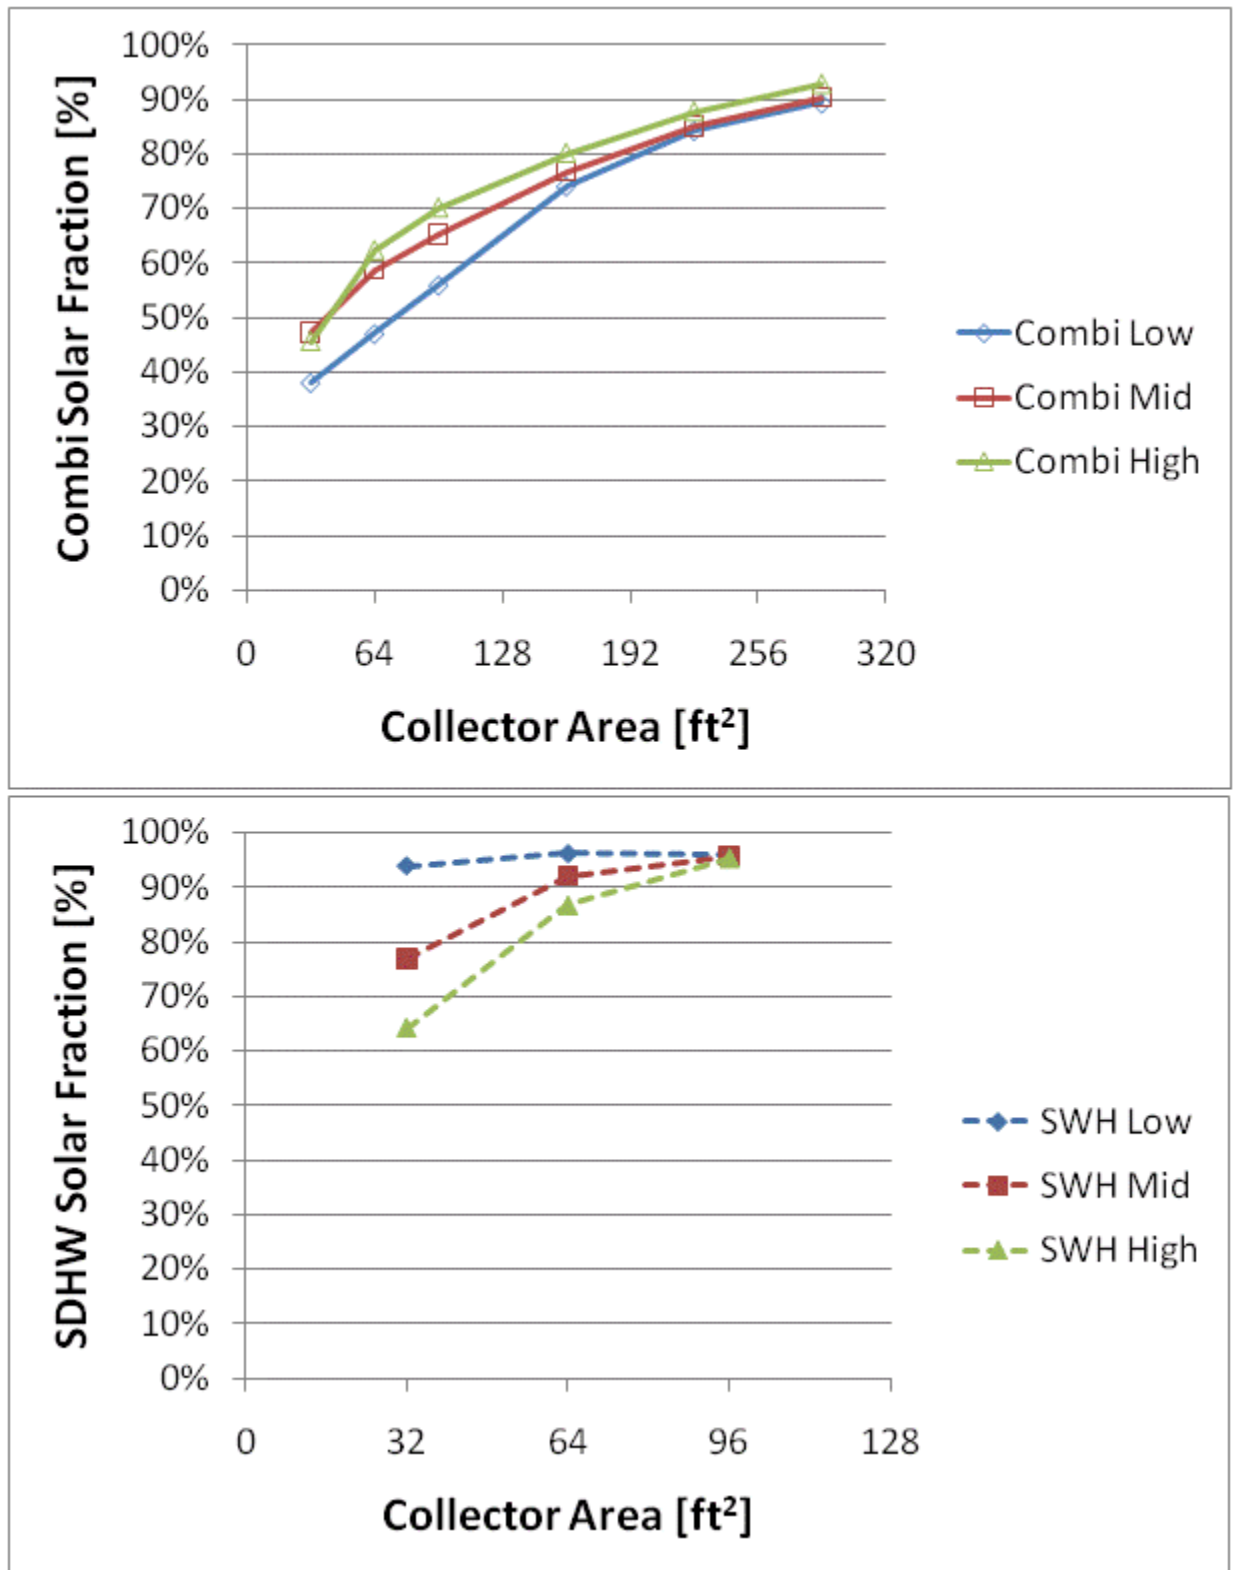 100%
90%
80%
70%
60%
50%
40%
30%
20%
10%
0%
Combi Solar Fraction [%]
0 64 128 192 256 320
Collector Area [ft²]
Combi Low
Combi Mid
Combi High
100%
90%
80%
70%
60%
50%
40%
30%
20%
10%
0%
SDHW Solar Fraction [%]
0 32 64 96 128
Collector Area [ft²]
SWH Low
SWH Mid
SWH High